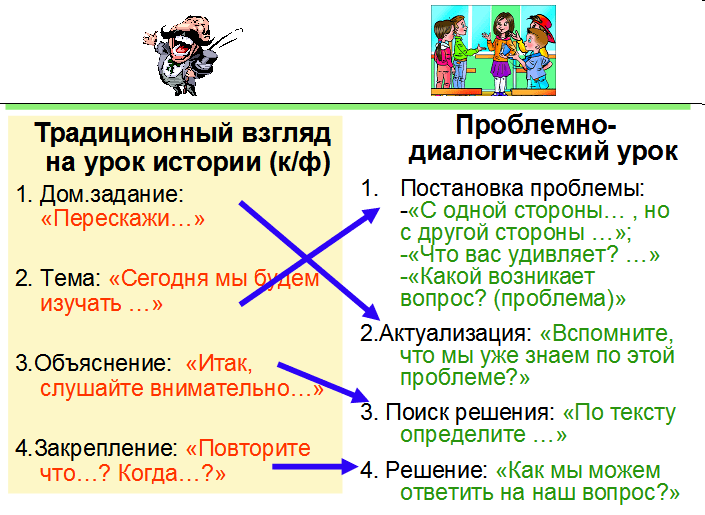 Традиционный взгляд
на урок истории (к/ф)
1. Дом.задание:
«Перескажи…»
2. Тема: «Сегодня мы будем
изучать …»
3.Объяснение: «Итак,
слушайте внимательно…»
4.Закрепление: «Повторите
что…? Когда…?»
Проблемно-
диалогический урок
1. Постановка проблемы:
-«С одной стороны… , но
с другой стороны …»;
-«Что вас удивляет? …»
-«Какой возникает
вопрос? (проблема)»
2.Актуализация: «Вспомните,
что мы уже знаем по этой
проблеме?»
3. Поиск решения: «По тексту
определите …»
4. Решение: «Как мы можем
ответить на наш вопрос?»